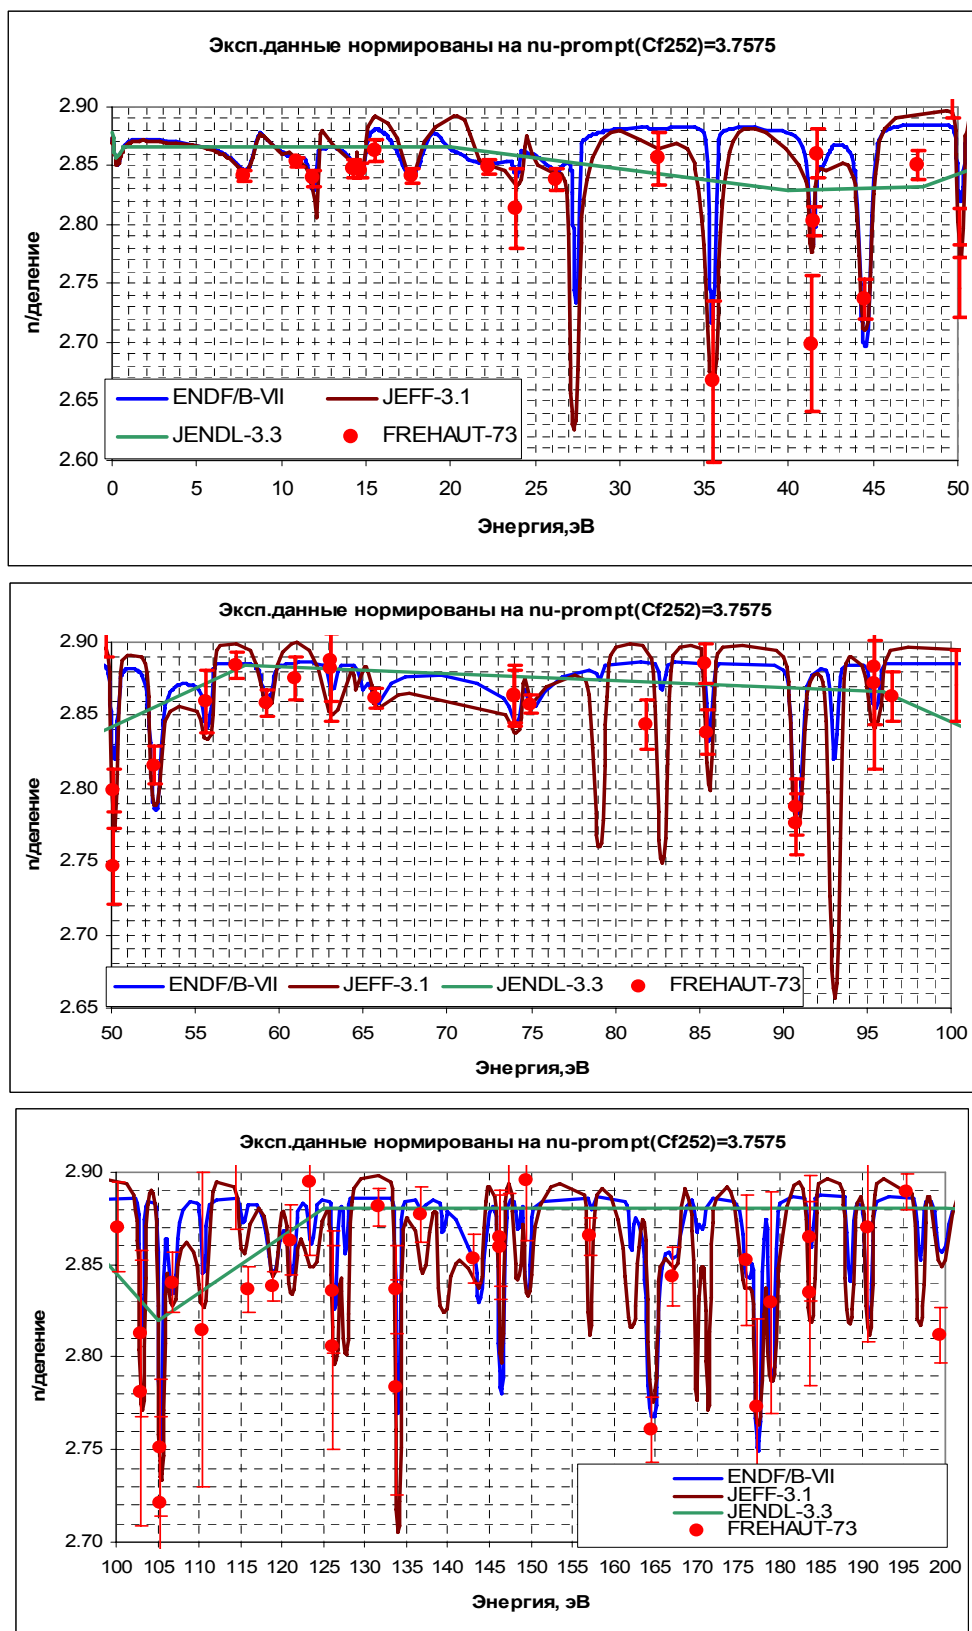 Эксп.данные нормированы на nu-prompt(Cf252)=3.7575
2.90
2.85
2.80
2.75
2.70
2.65
2.60
n/деление
ENDF/B-VII JEFF-3.1
JENDL-3.3 FREHAUT-73
0 5 10 15 20 25 30 35 40 45 50
Энергия,эВ
Эксп.данные нормированы на nu-prompt(Cf252)=3.7575
2.90
2.85
2.80
2.75
2.70
2.65
n/деление
ENDF/B-VII JEFF-3.1 JENDL-3.3 FREHAUT-73
50 55 60 65 70 75 80 85 90 95 100
Энергия,эВ
Эксп.данные нормированы на nu-prompt(Cf252)=3.7575
2.90
2.85
2.80
2.75
2.70
n/деление
ENDF/B-VII
JEFF-3.1
JENDL-3.3
FREHAUT-73
100 105 110 115 120 125 130 135 140 145 150 155 160 165 170 175 180 185 190 195 200
Энергия, эВ